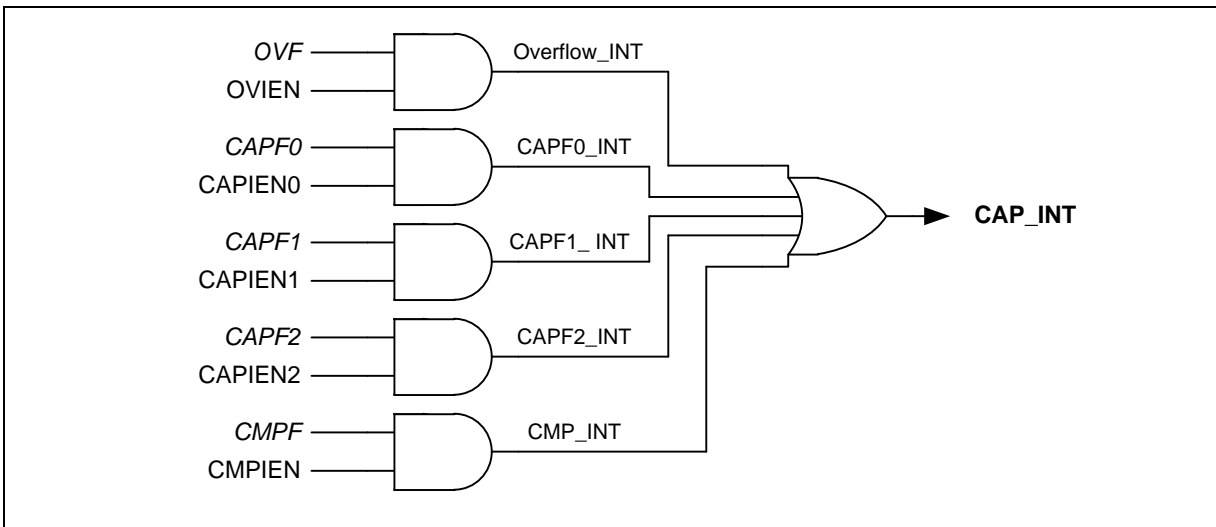 OVF
OVIEN
Overflow_INT
CAPF0
CAPIEN0
CAPF0_INT
CAPF1
CAPIEN1
CAPF1_ INT
CAPF2
CAPIEN2
CAPF2_INT
CMPF
CMPIEN
CMP_INT
CAP_INT